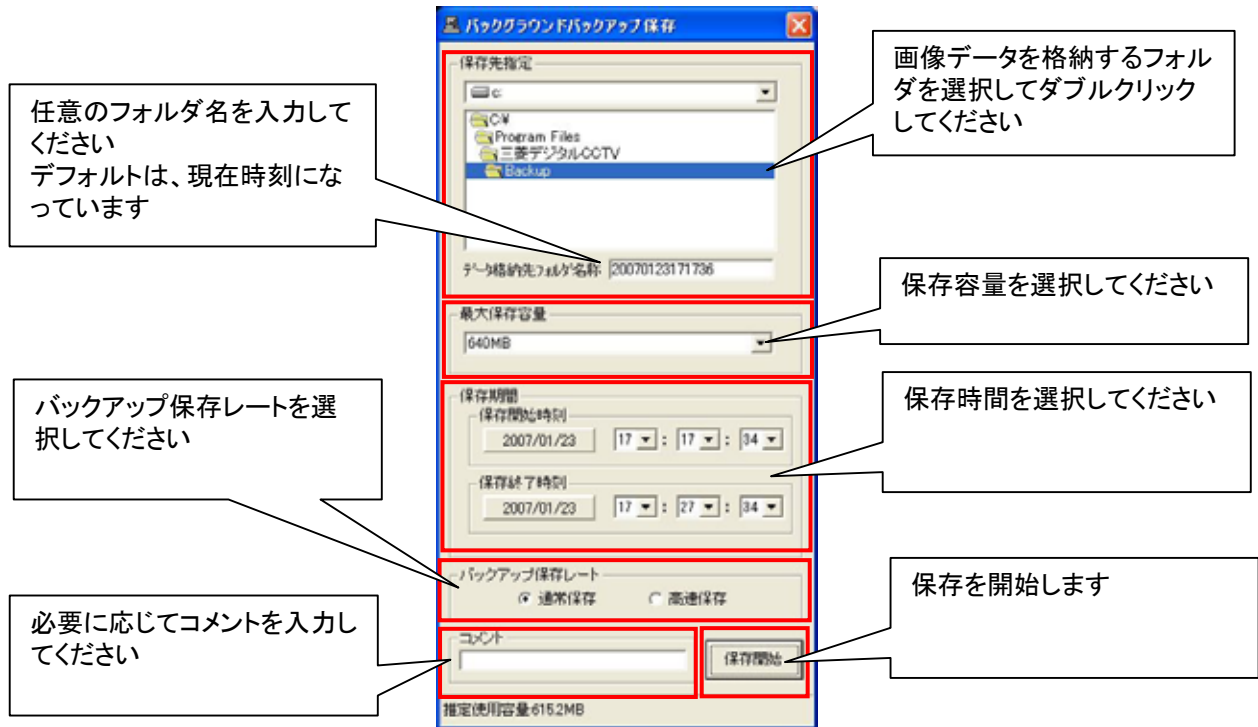 バックグラウンドバックアップ保存
保存先指定
c:
C¥
Program Files
三菱デジタルCCTV
Backup
データ格納先フォルダ名称 20070123171736
最大保存容量
640MB
保存期間
保存開始時刻
2007/01/23 17 : 17 : 34
保存終了時刻
2007/01/23 17 : 27 : 34
バックアップ保存レート
通常保存 高速保存
コメント
保存開始
推定使用容量615.2MB
任意のフォルダ名を入力して
ください
デフォルトは、現在時刻にな
っています
バックアップ保存レートを選
択してください
必要に応じてコメントを入力し
てください
画像データを格納するフォル
ダを選択してダブルクリック
してください
保存容量を選択してください
保存時間を選択してください
保存を開始します